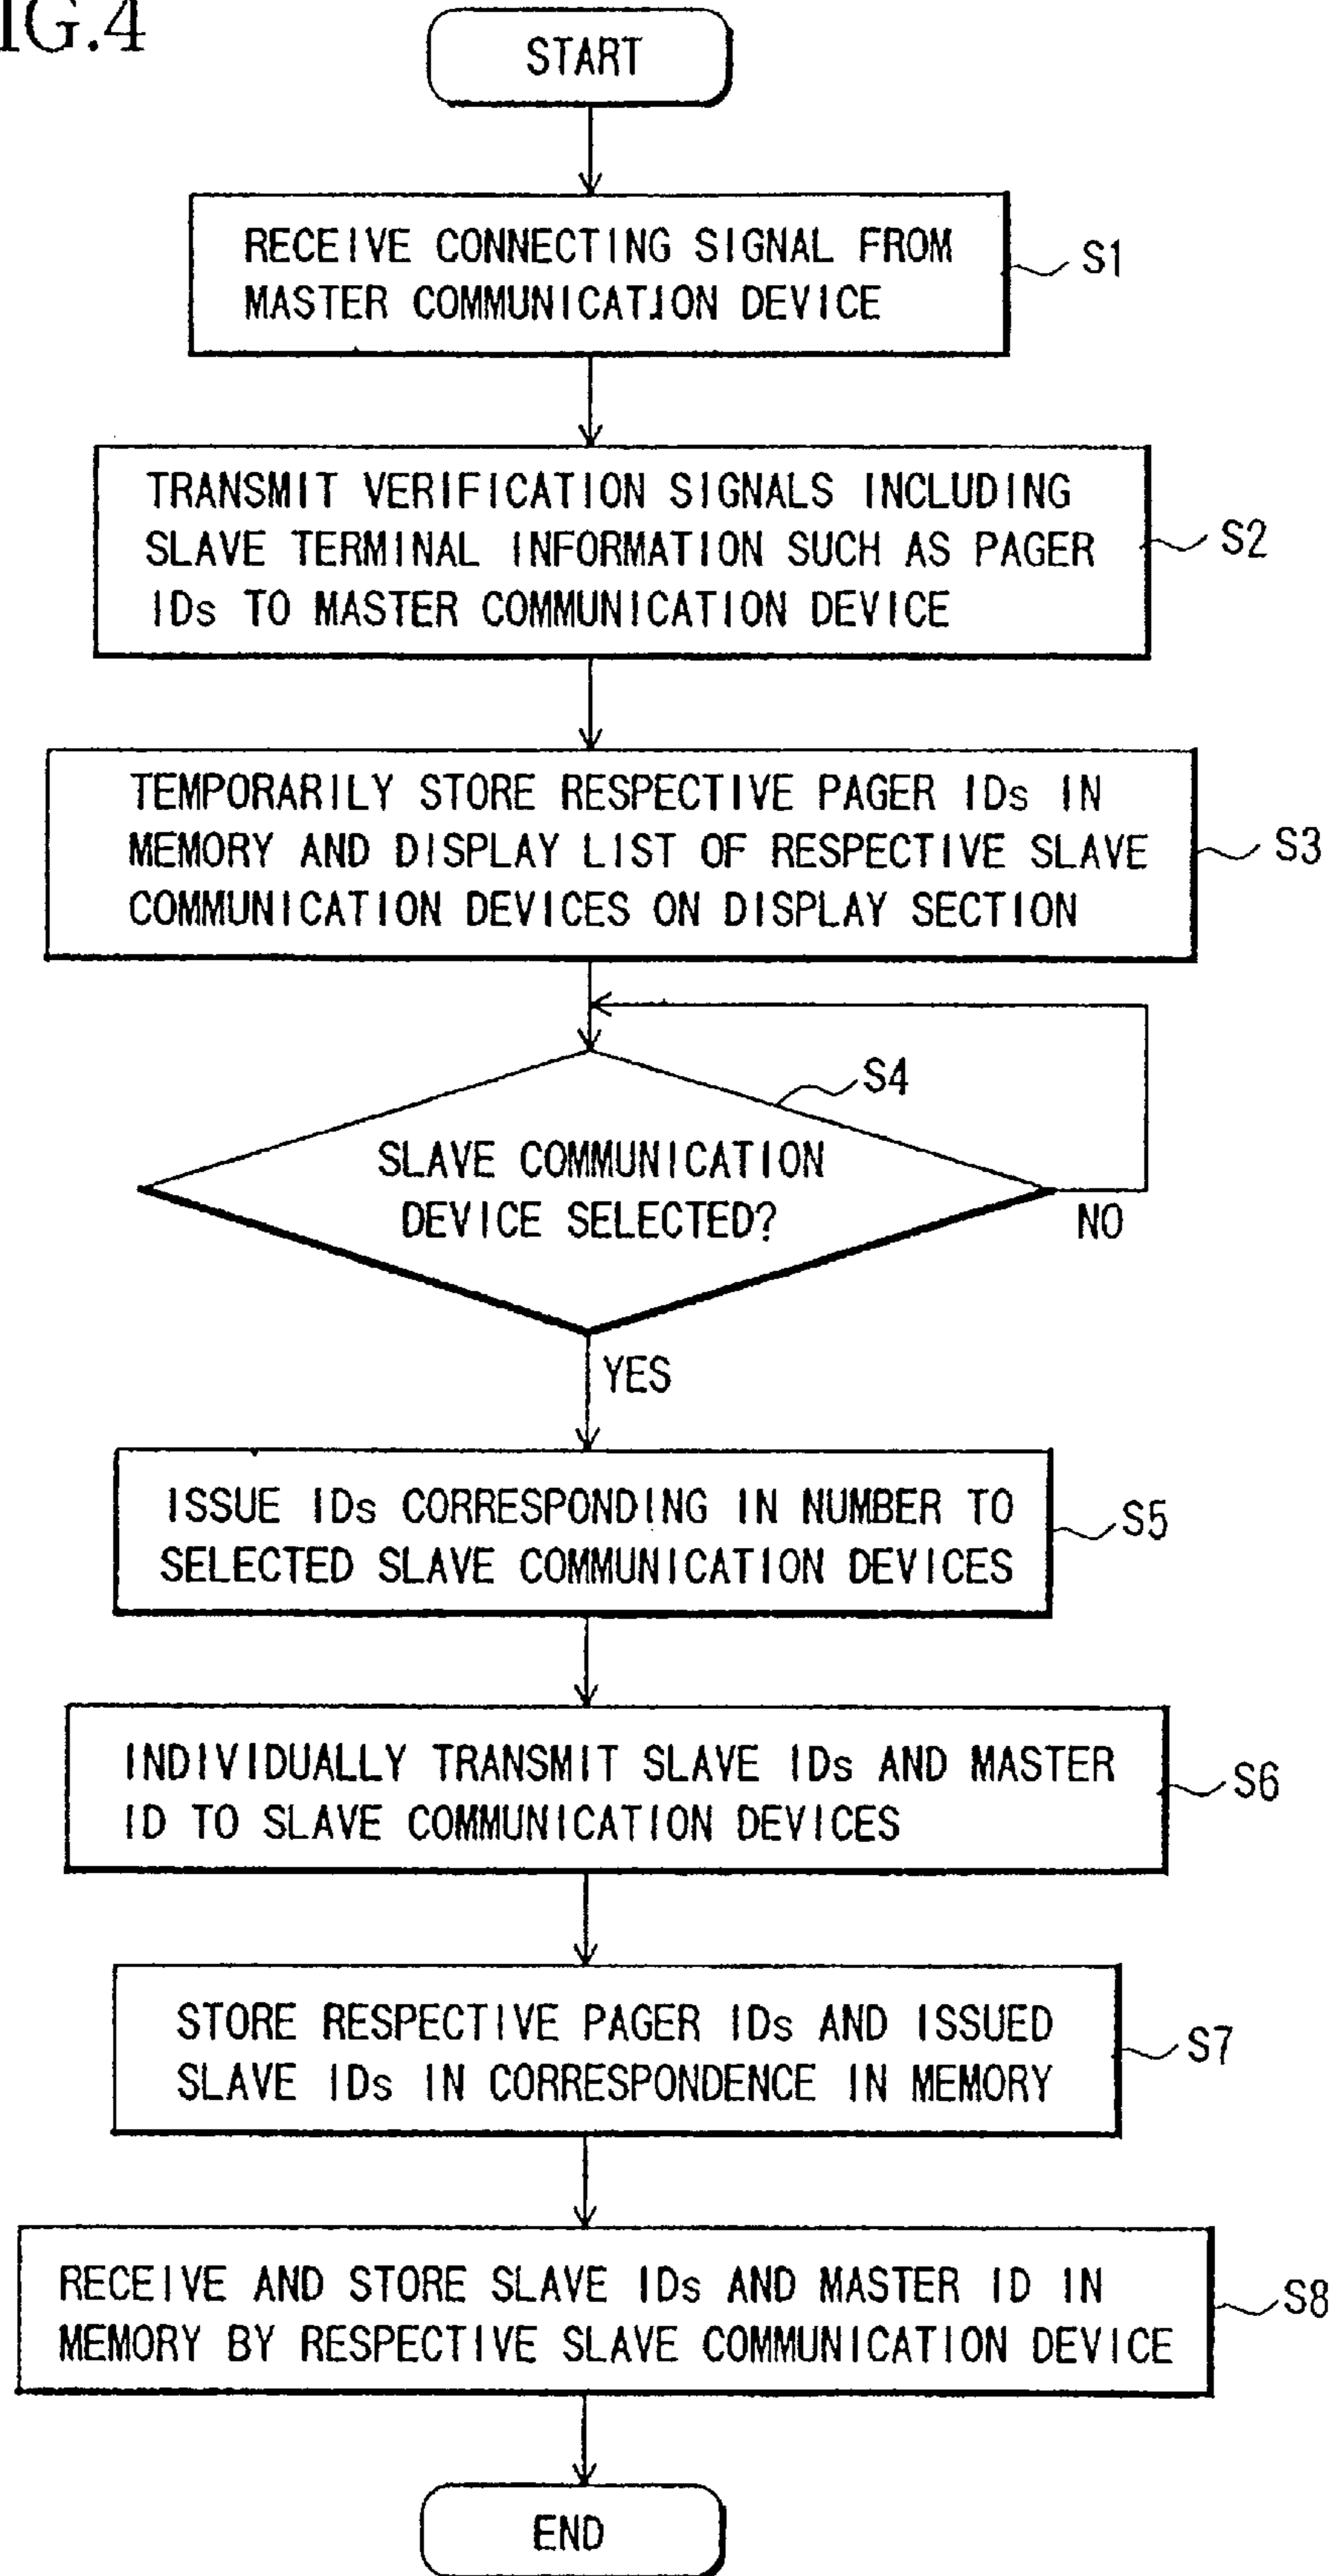 IG.4
START
RECEIVE CONNECTING SIGNAL FROM
MASTER COMMUNICATION DEVICE
S1
TRANSMIT VERIFICATION SIGNALS INCLUDING
SLAVE TERMINAL INFORMATION SUCH AS PAGER
IDs TO MASTER COMMUNICATION DEVICE
S2
TEMPORARILY STORE RESPECTIVE PAGER IDs IN
MEMORY AND DISPLAY LIST OF RESPECTIVE SLAVE
COMMUNICATION DEVICES ON DISPLAY SECTION
S3
S4
SLAVE COMMUNICATION
DEVICE SELECTED?
NO
YES
ISSUE IDs CORRESPONDING IN NUMBER TO
SELECTED SLAVE COMMUNICATION DEVICES
S5
INDIVIDUALLY TRANSMIT SLAVE IDs AND MASTER
ID TO SLAVE COMMUNICATION DEVICES
S6
STORE RESPECTIVE PAGER IDs AND ISSUED
SLAVE IDs IN CORRESPONDENCE IN MEMORY
S7
RECEIVE AND STORE SLAVE IDs AND MASTER ID IN
MEMORY BY RESPECTIVE SLAVE COMMUNICATION DEVICE
S8
END